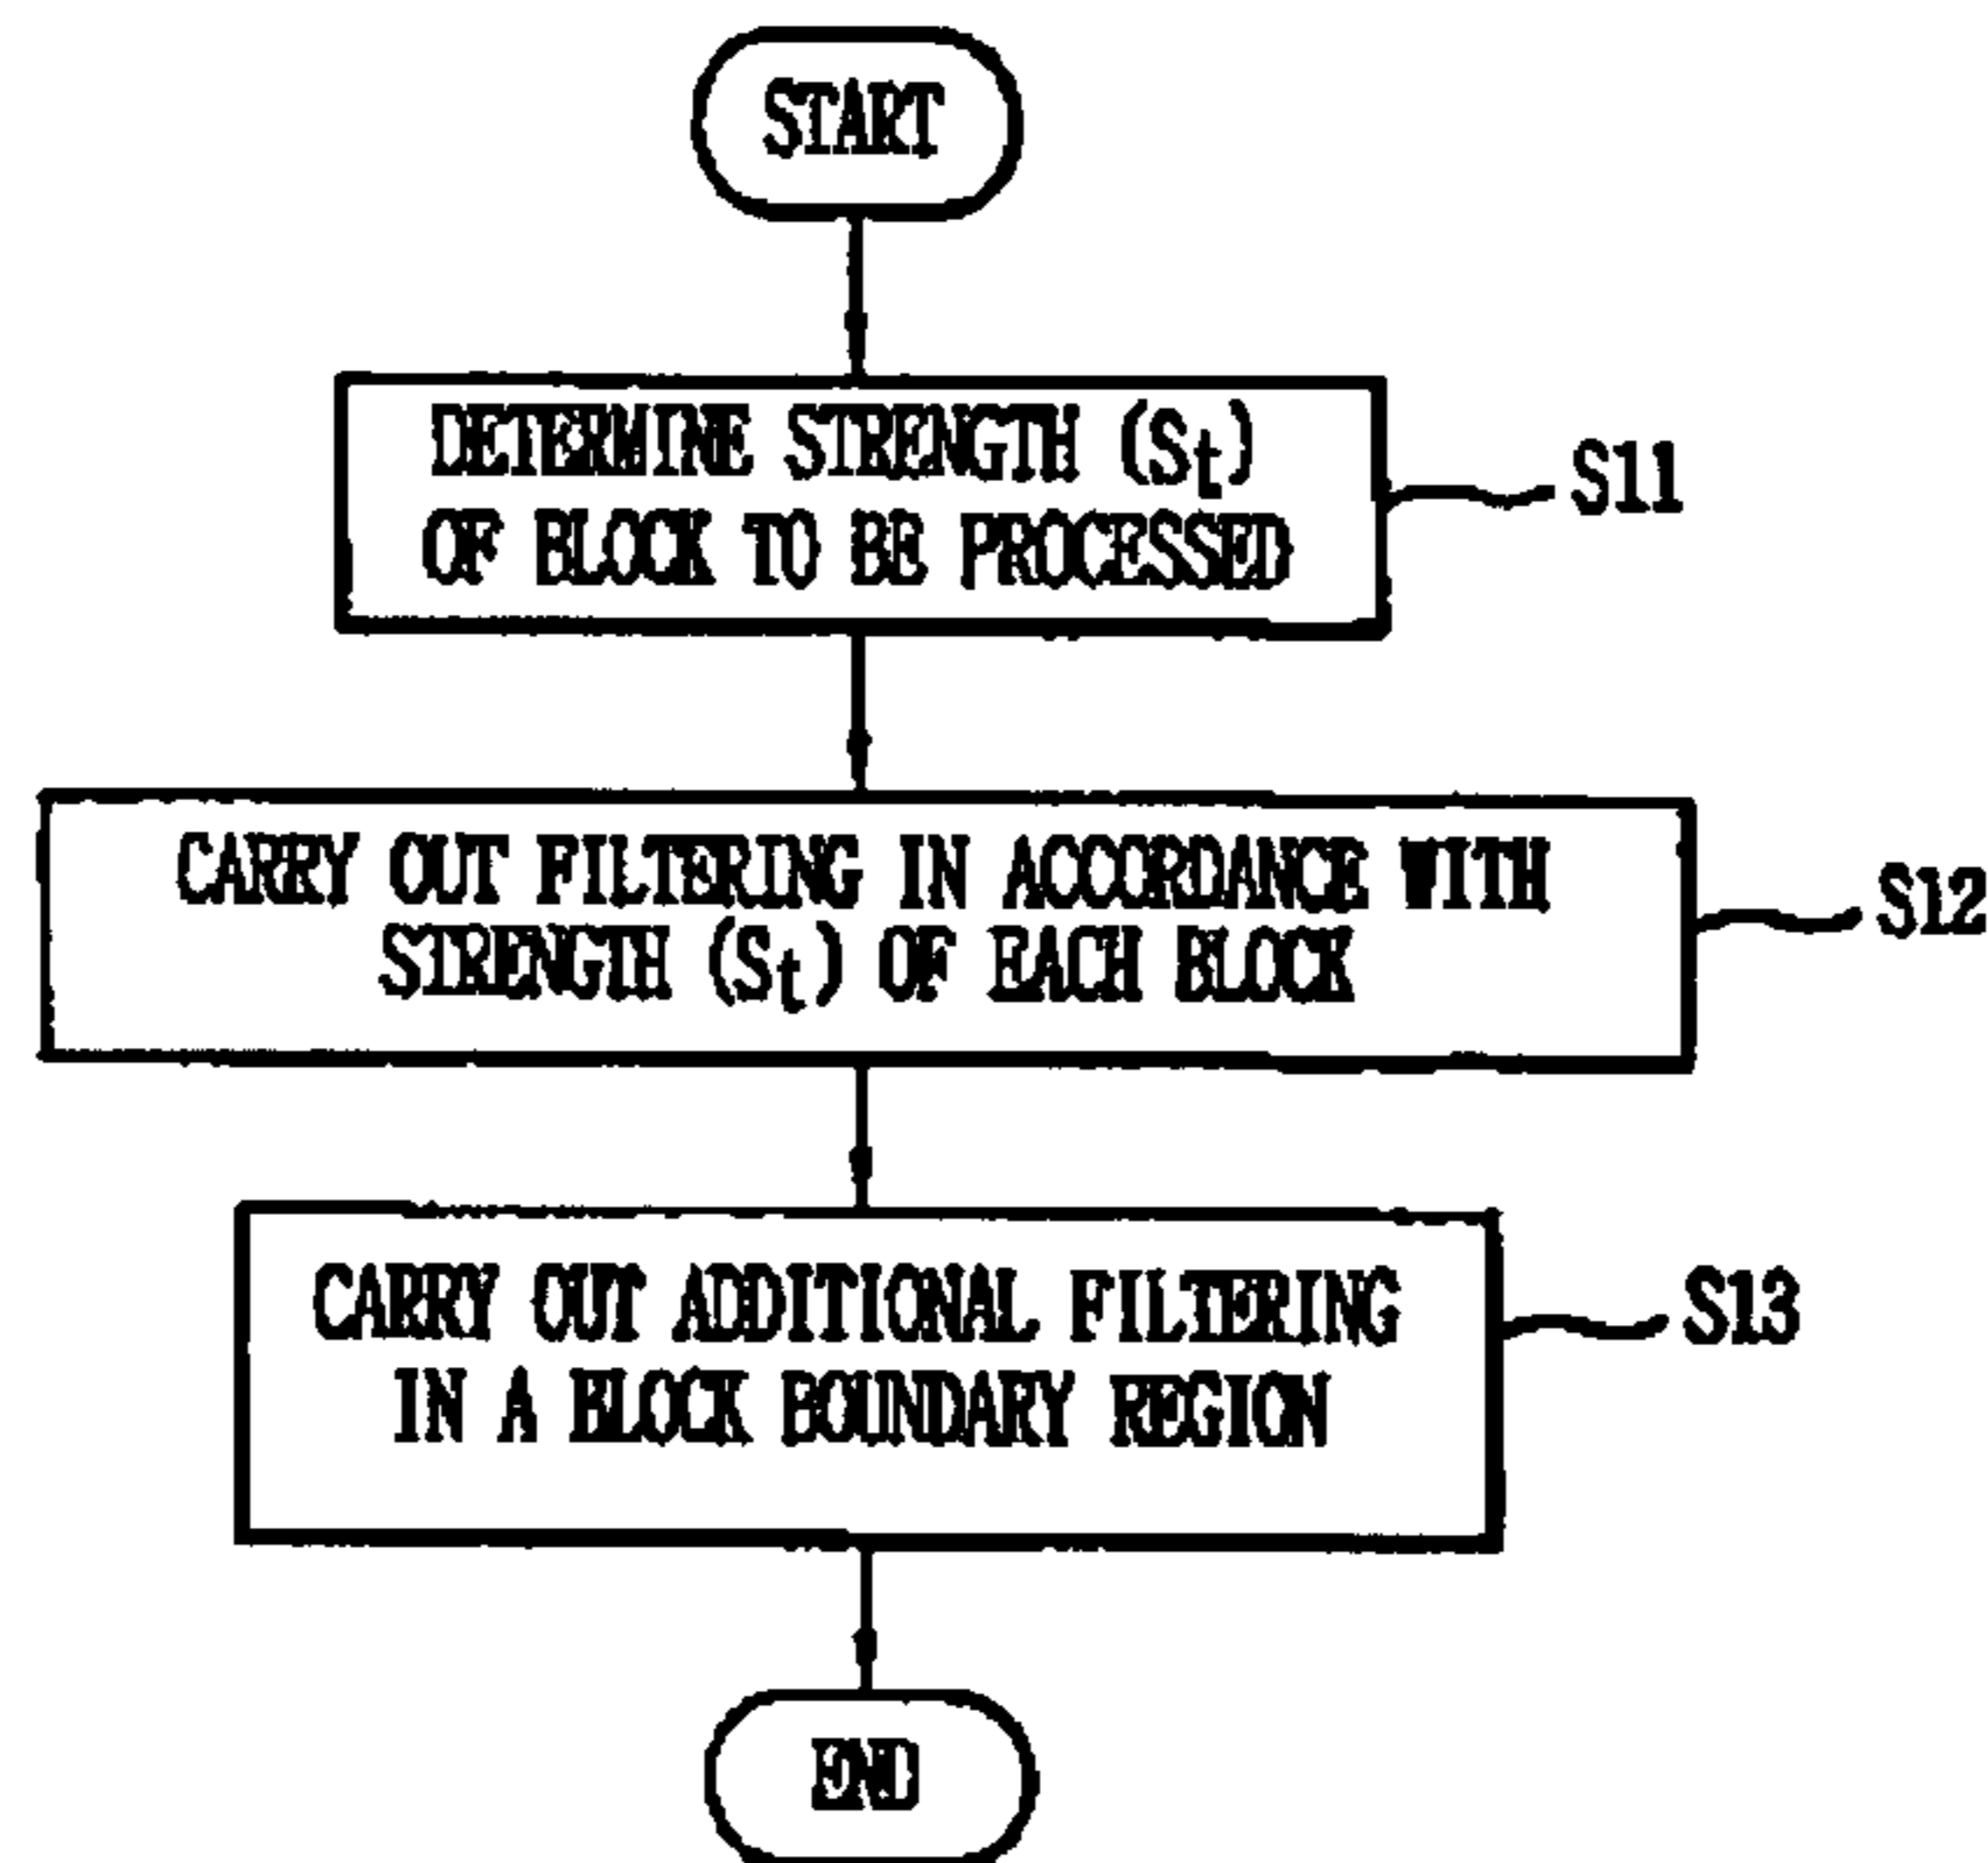 START
DETERMINE STRENGTH (St)
OF BLOCK TO BE PROCESSED
S11
CARRY OUT FILTERING IN ACCORDANCE WITH
STRENGTH (St) OF EACH BLOCK
S12
CARRY OUT ADDITIONAL FILTERING
IN A BLOCK BOUNDARY REGION
S13
END